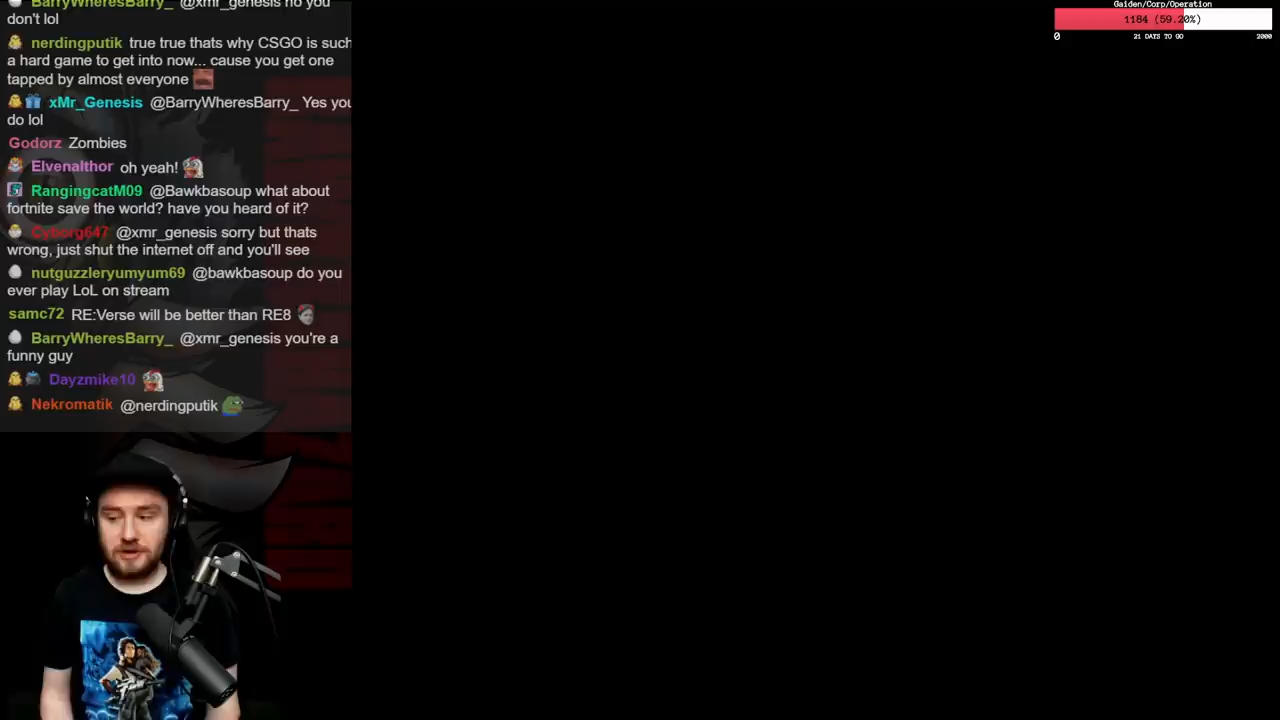 BarryWheresBarry_ @xmr_genesis no you
don't lol
nerdingputik true true thats why CSGO is such
a hard game to get into now... cause you get one
tapped by almost everyone
xMr_Genesis @BarryWheresBarry_ Yes you
do lol
Godorz Zombies
Elvenalthor oh yeah!
RangingcatM09 @Bawkbasoup what about
fortnite save the world? have you heard of it?
Cyborg647 @xmr_genesis sorry but thats
wrong, just shut the internet off and you'll see
nutguzzleryumyum69 @bawkbasoup do you
ever play LoL on stream
samc72 RE:Verse will be better than RE8
BarryWheresBarry_ @xmr_genesis you're a
funny guy
Dayzmike10
Nekromatik @nerdingputik
Gaiden/Corp/Operation
1184 (59.20%)
0 21 DAYS TO GO 2000